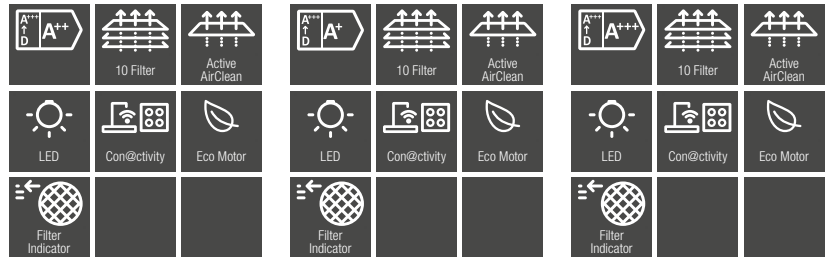 A+++
D
A++
10 Filter
Active
AirClean
LED
Con@ctivity
Eco Motor
Filter
Indicator
A+++
D
A+
10 Filter
Active
AirClean
LED
Con@ctivity
Eco Motor
Filter
Indicator
A+++
D
A+++
10 Filter
Active
AirClean
LED
Con@ctivity
Eco Motor
Filter
Indicator